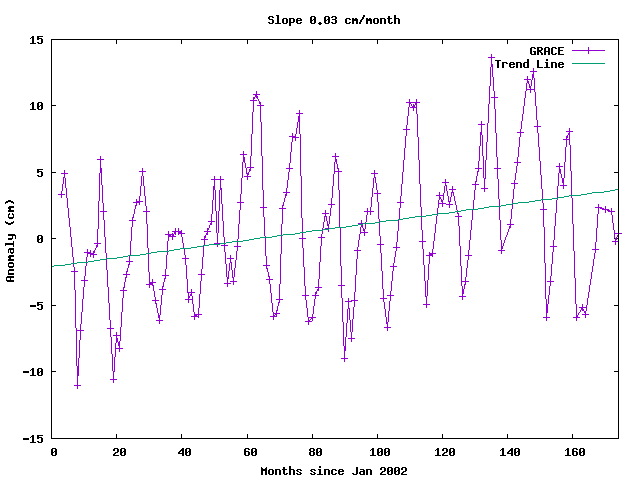 Slope 0.03 cm/month
GRACE
Trend Line
15
10
5
0
-5
-10
-15
Anomaly (cm)
0 20 40 60 80 100 120 140 160
Months since Jan 2002